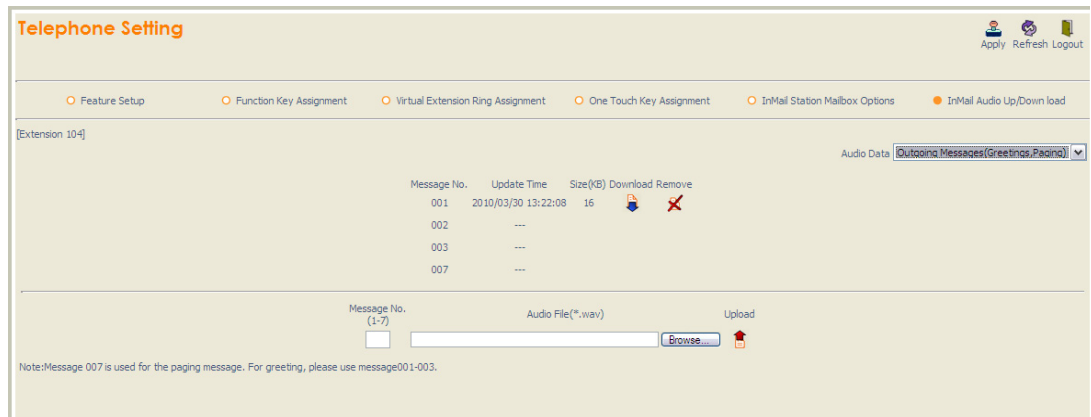 Telephone Setting
Apply Refresh Logout
Feature Setup Function Key Assignment Virtual Extension Ring Assignment One Touch Key Assignment InMail Station Mailbox Options InMail Audio Up/Down load
[Extension 104]
Audio Data Outgoing Messages(Greetings,Paging)
Message No. Update Time Size(KB) Download Remove
001 2010/03/30 13:22:08 16
002 ---
003 ---
007 ---
Message No. (1-7) Audio File(*.wav) Upload
Browse...
Note:Message 007 is used for the paging message. For greeting, please use message001-003.